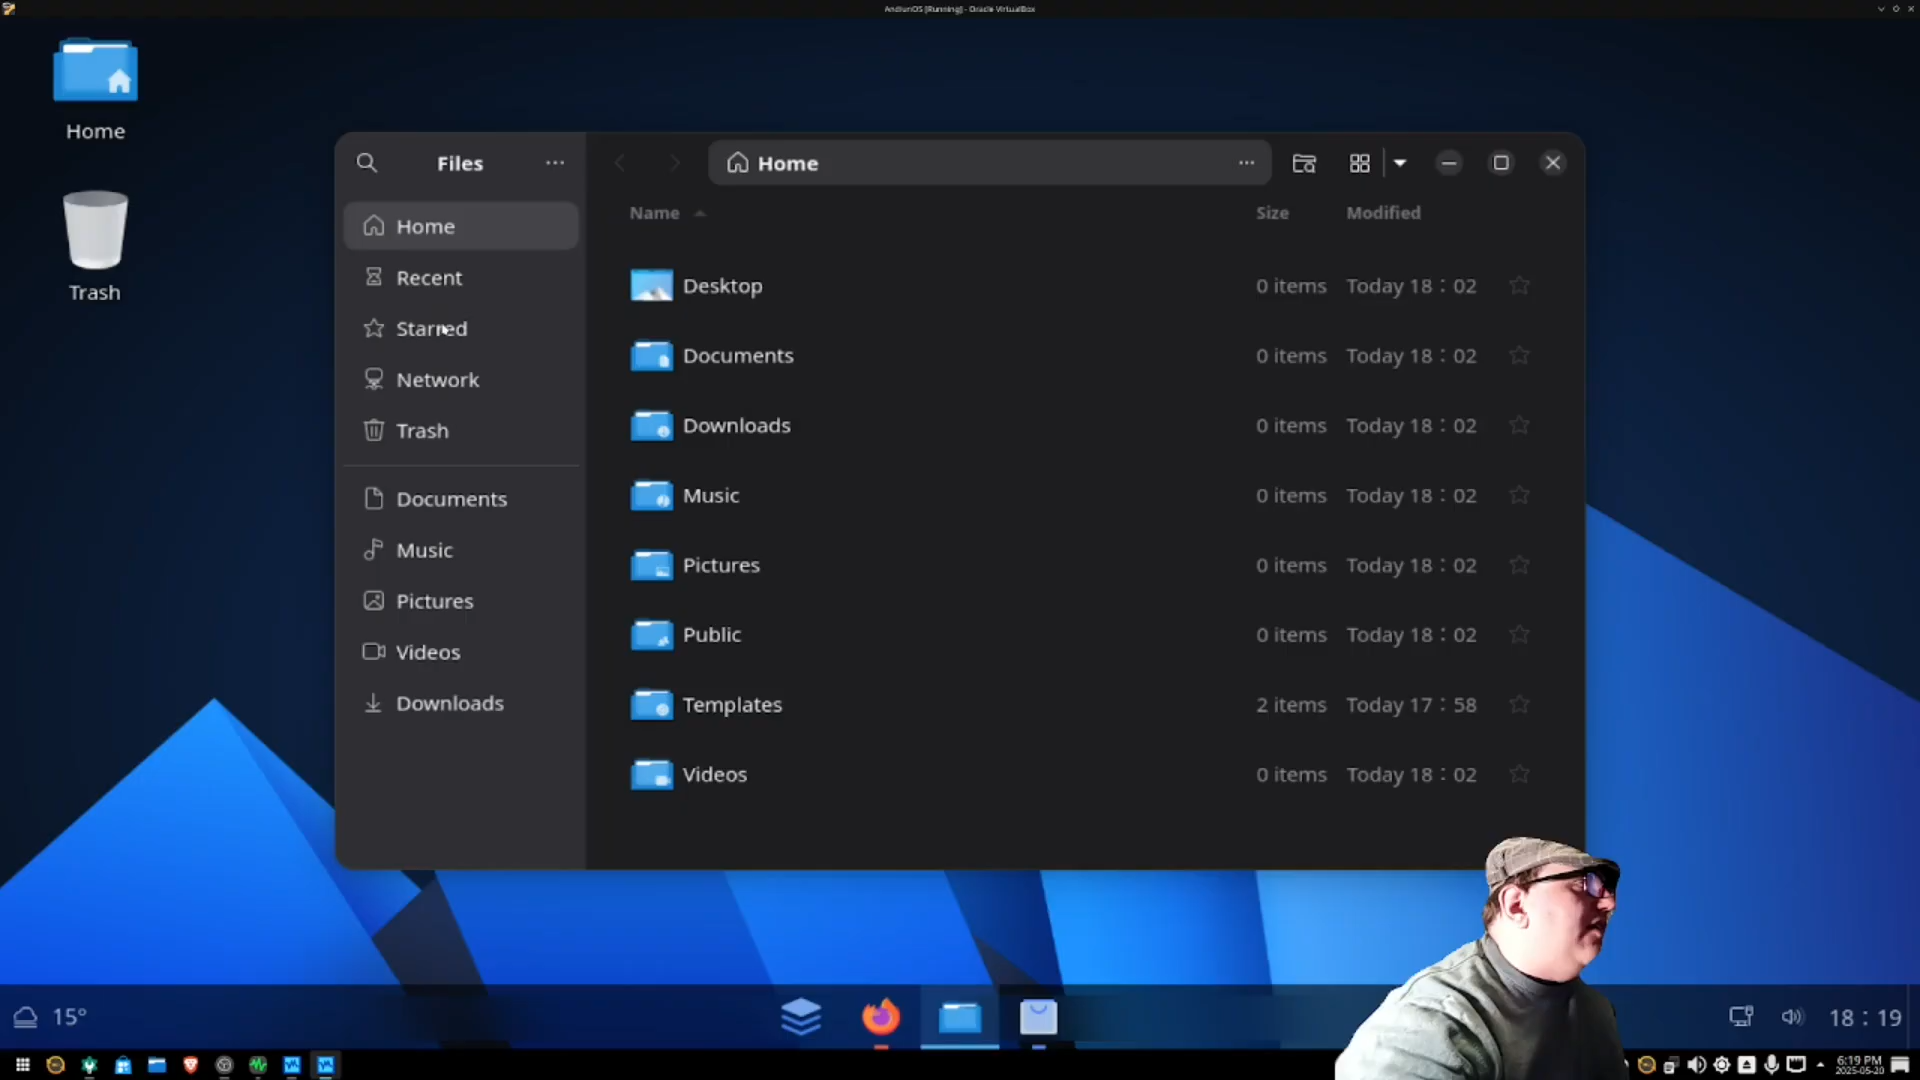 AnduinOS [Running] - Oracle VirtualBox
Home
Trash
Files
Home
Home
Recent
Starred
Network
Trash
Documents
Music
Pictures
Videos
Downloads
Name Size Modified
Desktop 0 items Today 18∶02
Documents 0 items Today 18∶02
Downloads 0 items Today 18∶02
Music 0 items Today 18∶02
Pictures 0 items Today 18∶02
Public 0 items Today 18∶02
Templates 2 items Today 17∶58
Videos 0 items Today 18∶02
15°
18∶19
6:19 PM
2025-05-20